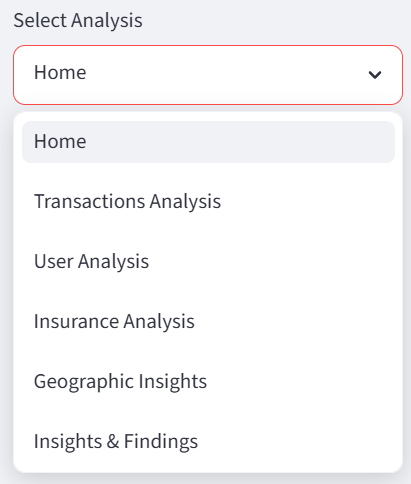 Select Analysis
Home
Home
Transactions Analysis
User Analysis
Insurance Analysis
Geographic Insights
Insights & Findings